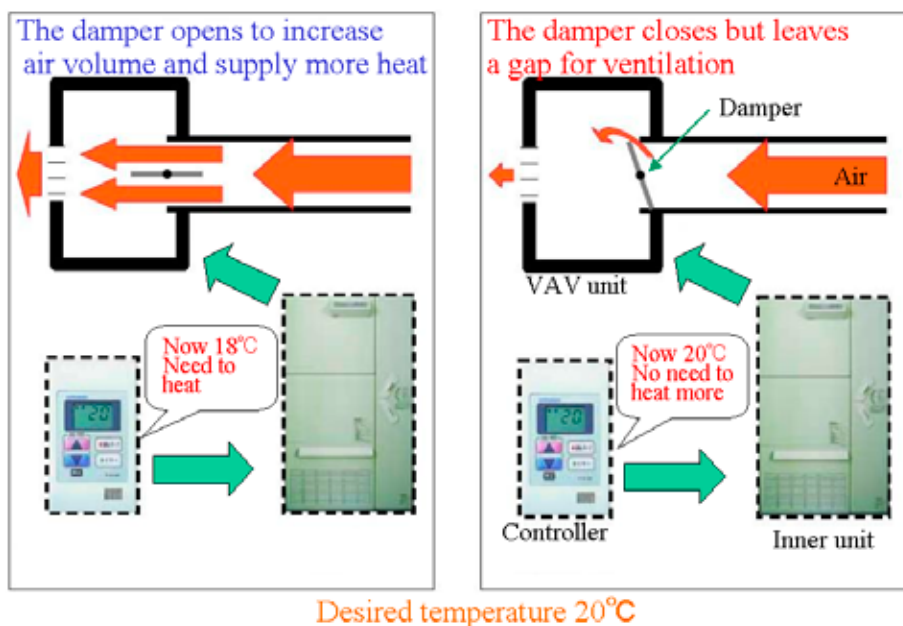 The damper opens to increase
air volume and supply more heat
Now 18℃
Need to
heat
20
The damper closes but leaves
a gap for ventilation
Damper
Air
VAV unit
Now 20℃
No need to
heat more
20
Controller
Inner unit
Desired temperature 20℃